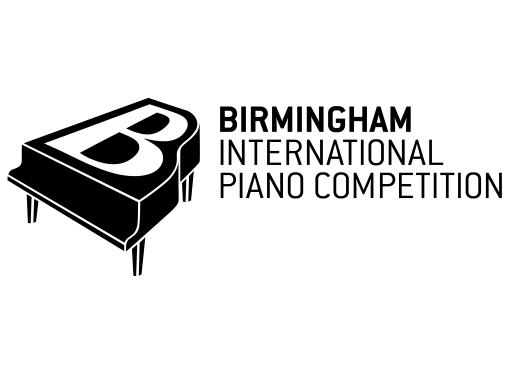 B
BIRMINGHAM
INTERNATIONAL
PIANO COMPETITION